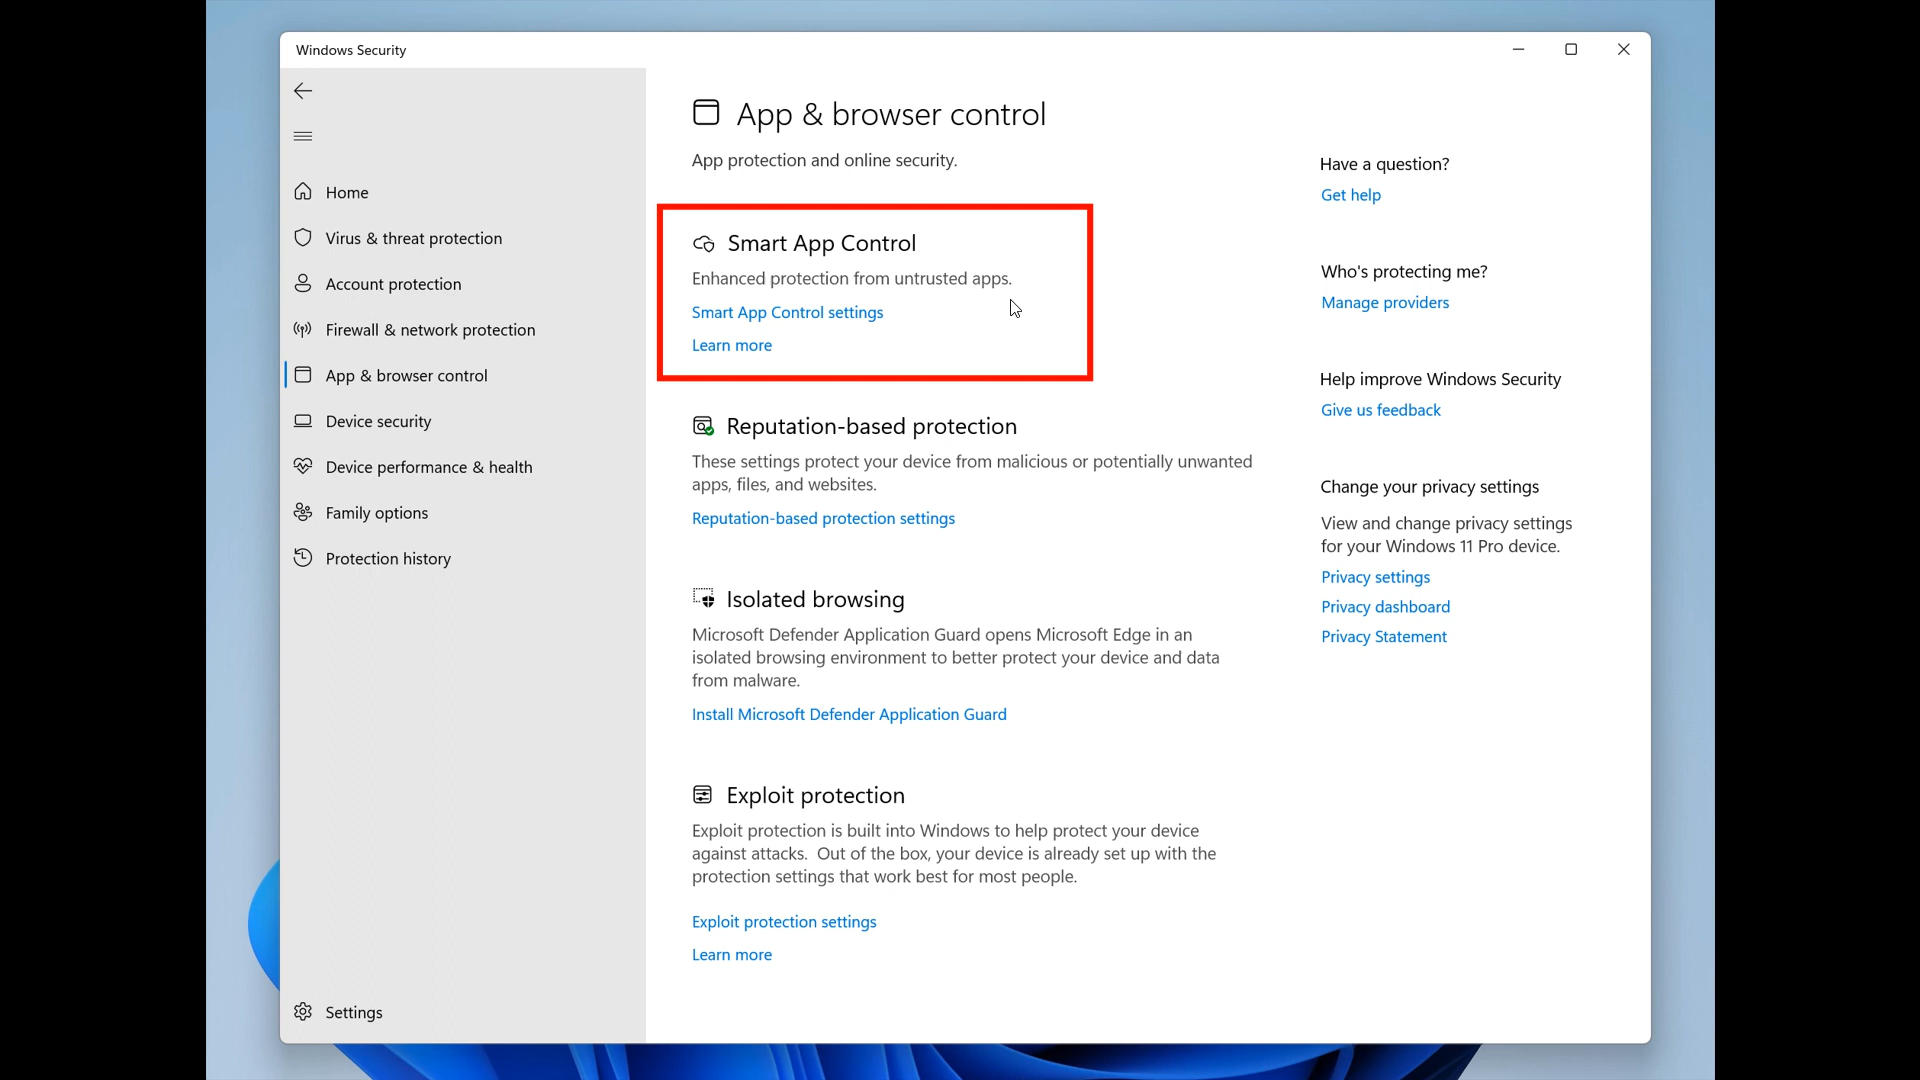 Windows Security
Home
Virus & threat protection
Account protection
Firewall & network protection
App & browser control
Device security
Device performance & health
Family options
Protection history
Settings
App & browser control
App protection and online security.
Smart App Control
Enhanced protection from untrusted apps.
Smart App Control settings
Learn more
Reputation-based protection
These settings protect your device from malicious or potentially unwanted
apps, files, and websites.
Reputation-based protection settings
Isolated browsing
Microsoft Defender Application Guard opens Microsoft Edge in an
isolated browsing environment to better protect your device and data
from malware.
Install Microsoft Defender Application Guard
Exploit protection
Exploit protection is built into Windows to help protect your device
against attacks.  Out of the box, your device is already set up with the
protection settings that work best for most people.
Exploit protection settings
Learn more
Have a question?
Get help
Who's protecting me?
Manage providers
Help improve Windows Security
Give us feedback
Change your privacy settings
View and change privacy settings
for your Windows 11 Pro device.
Privacy settings
Privacy dashboard
Privacy Statement